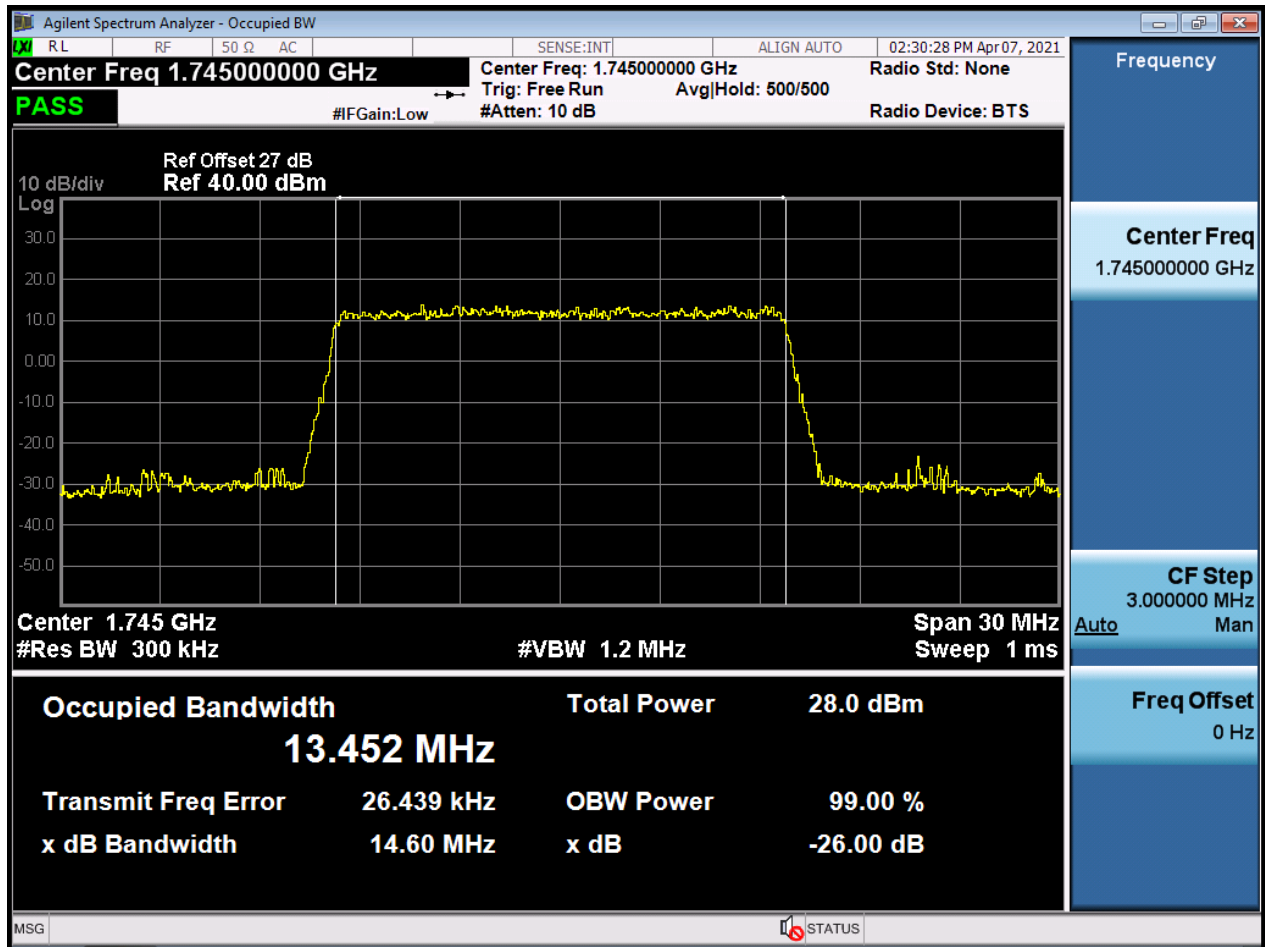 Agilent Spectrum Analyzer - Occupied BW
LXI RL RF 50 Ω AC SENSE:INT ALIGN AUTO 02:30:28 PM Apr 07, 2021
Center Freq 1.745000000 GHz
Center Freq: 1.745000000 GHz Radio Std: None
Trig: Free Run Avg|Hold: 500/500
PASS
#IFGain:Low #Atten: 10 dB Radio Device: BTS
Ref Offset 27 dB
10 dB/div Ref 40.00 dBm
Log
30.0
20.0
10.0
0.00
-10.0
-20.0
-30.0
-40.0
-50.0
Center 1.745 GHz Span 30 MHz
#Res BW 300 kHz #VBW 1.2 MHz Sweep 1 ms
Occupied Bandwidth Total Power 28.0 dBm
13.452 MHz
Transmit Freq Error 26.439 kHz OBW Power 99.00 %
x dB Bandwidth 14.60 MHz x dB -26.00 dB
MSG STATUS
Frequency
Center Freq
1.745000000 GHz
CF Step
3.000000 MHz
Auto Man
Freq Offset
0 Hz